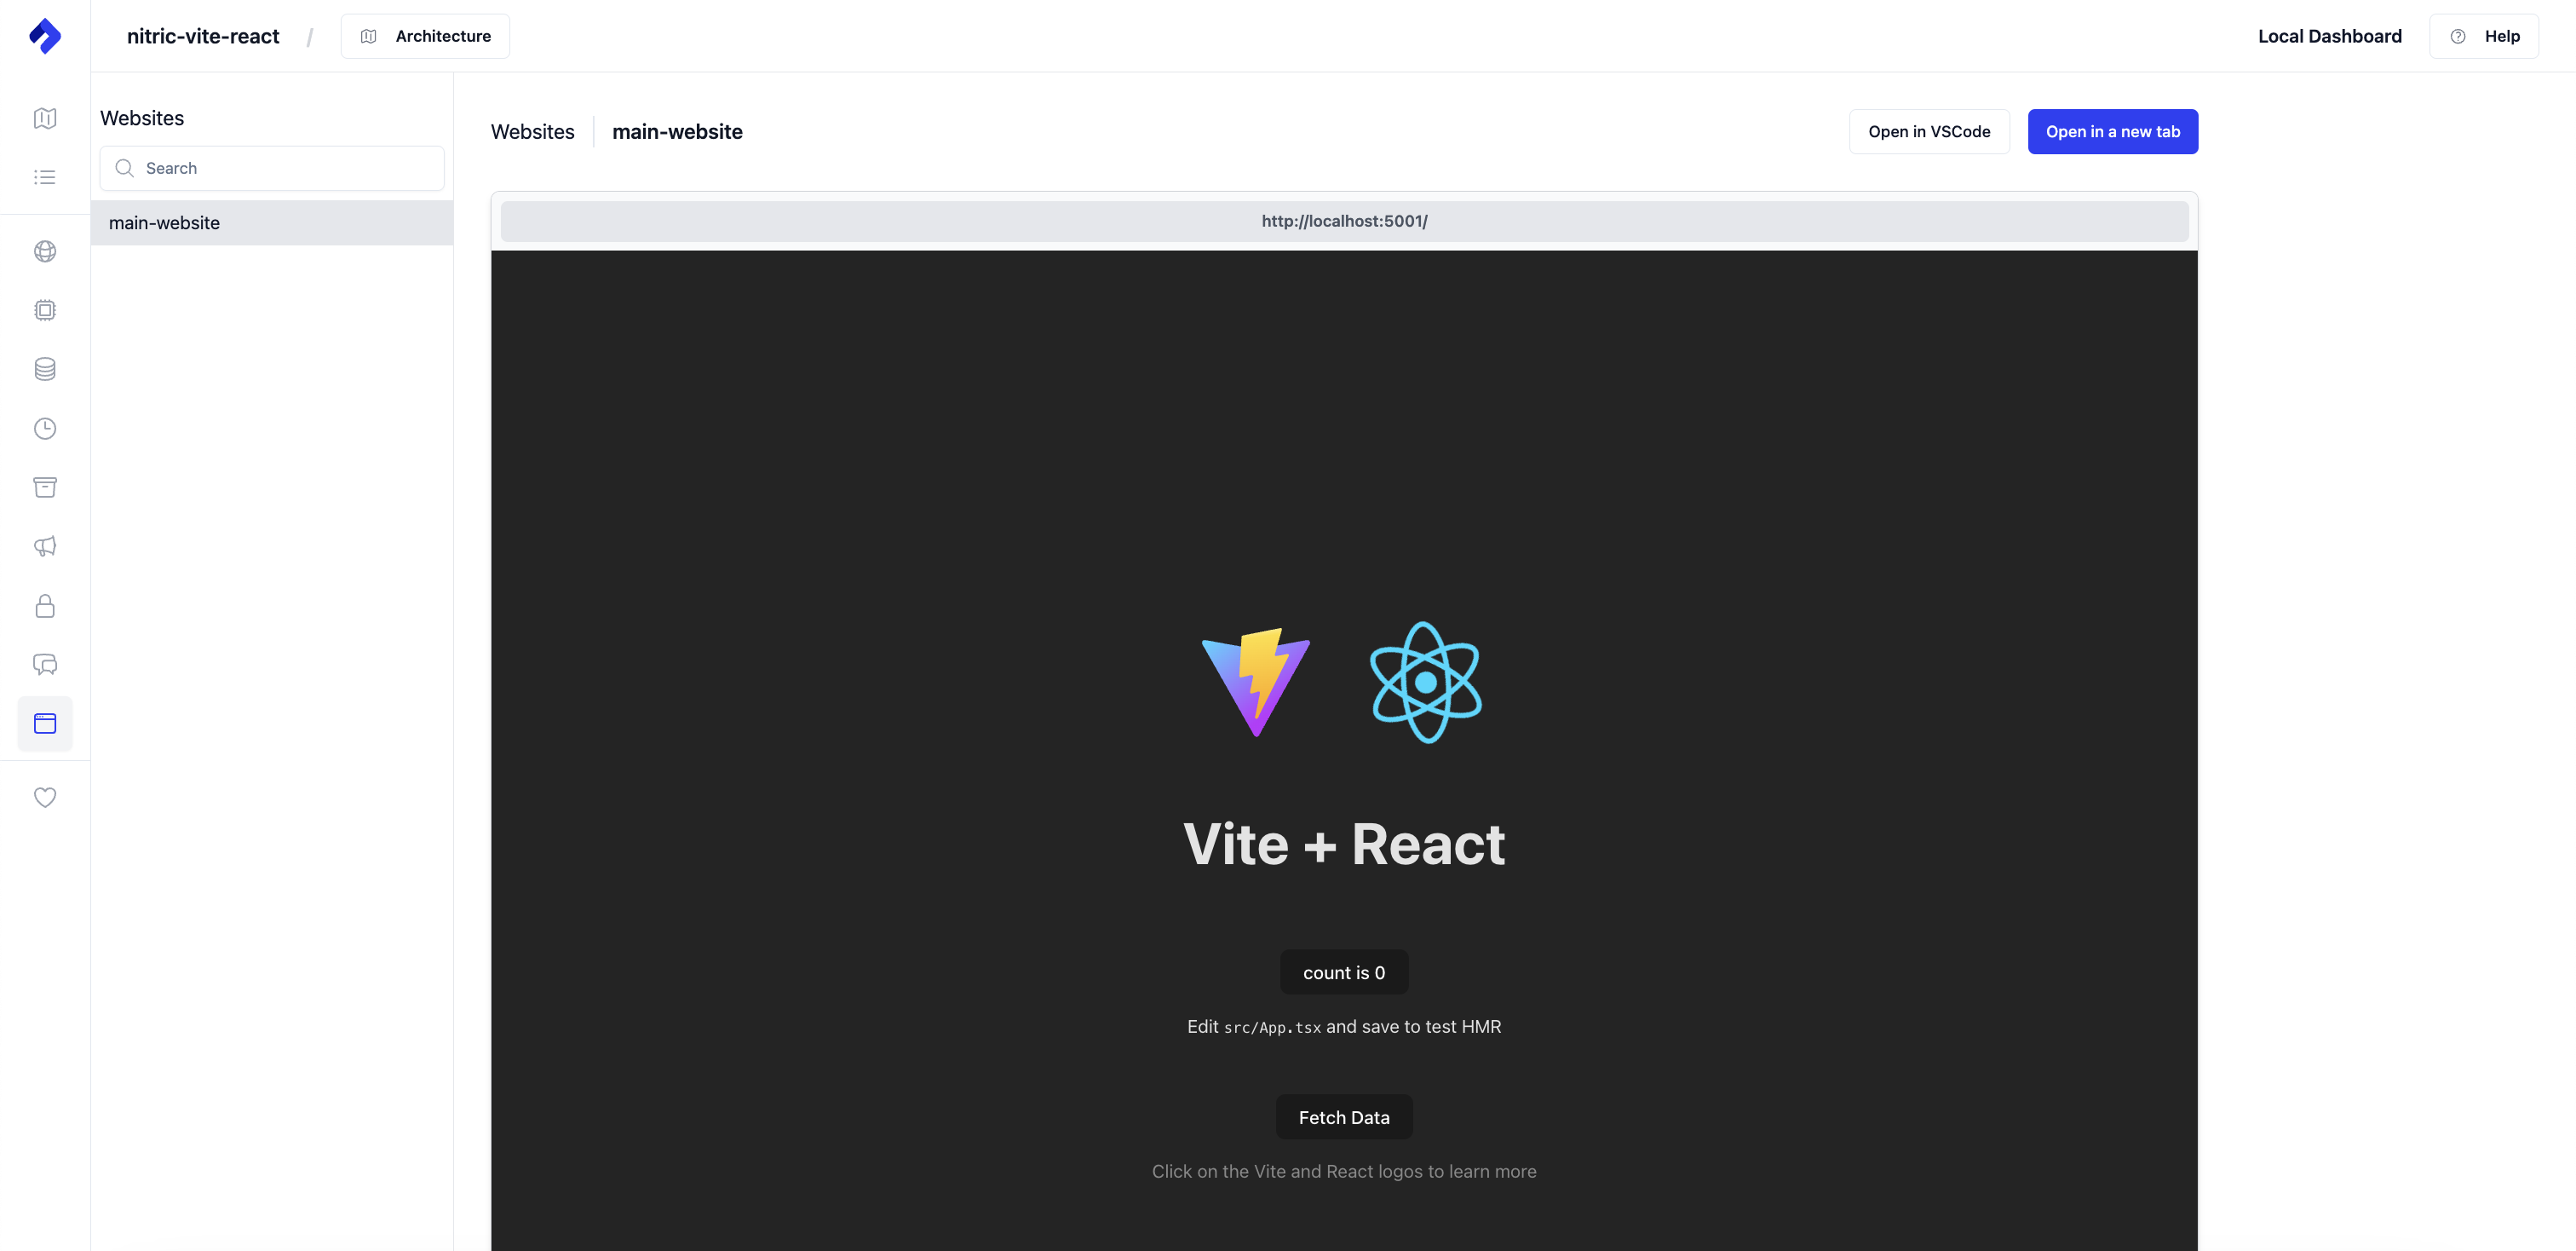 nitric-vite-react / Architecture
Local Dashboard Help
Websites
Search
main-website
Websites main-website
Open in VSCode Open in a new tab
http://localhost:5001/
Vite + React
count is 0
Edit src/App.tsx and save to test HMR
Fetch Data
Click on the Vite and React logos to learn more